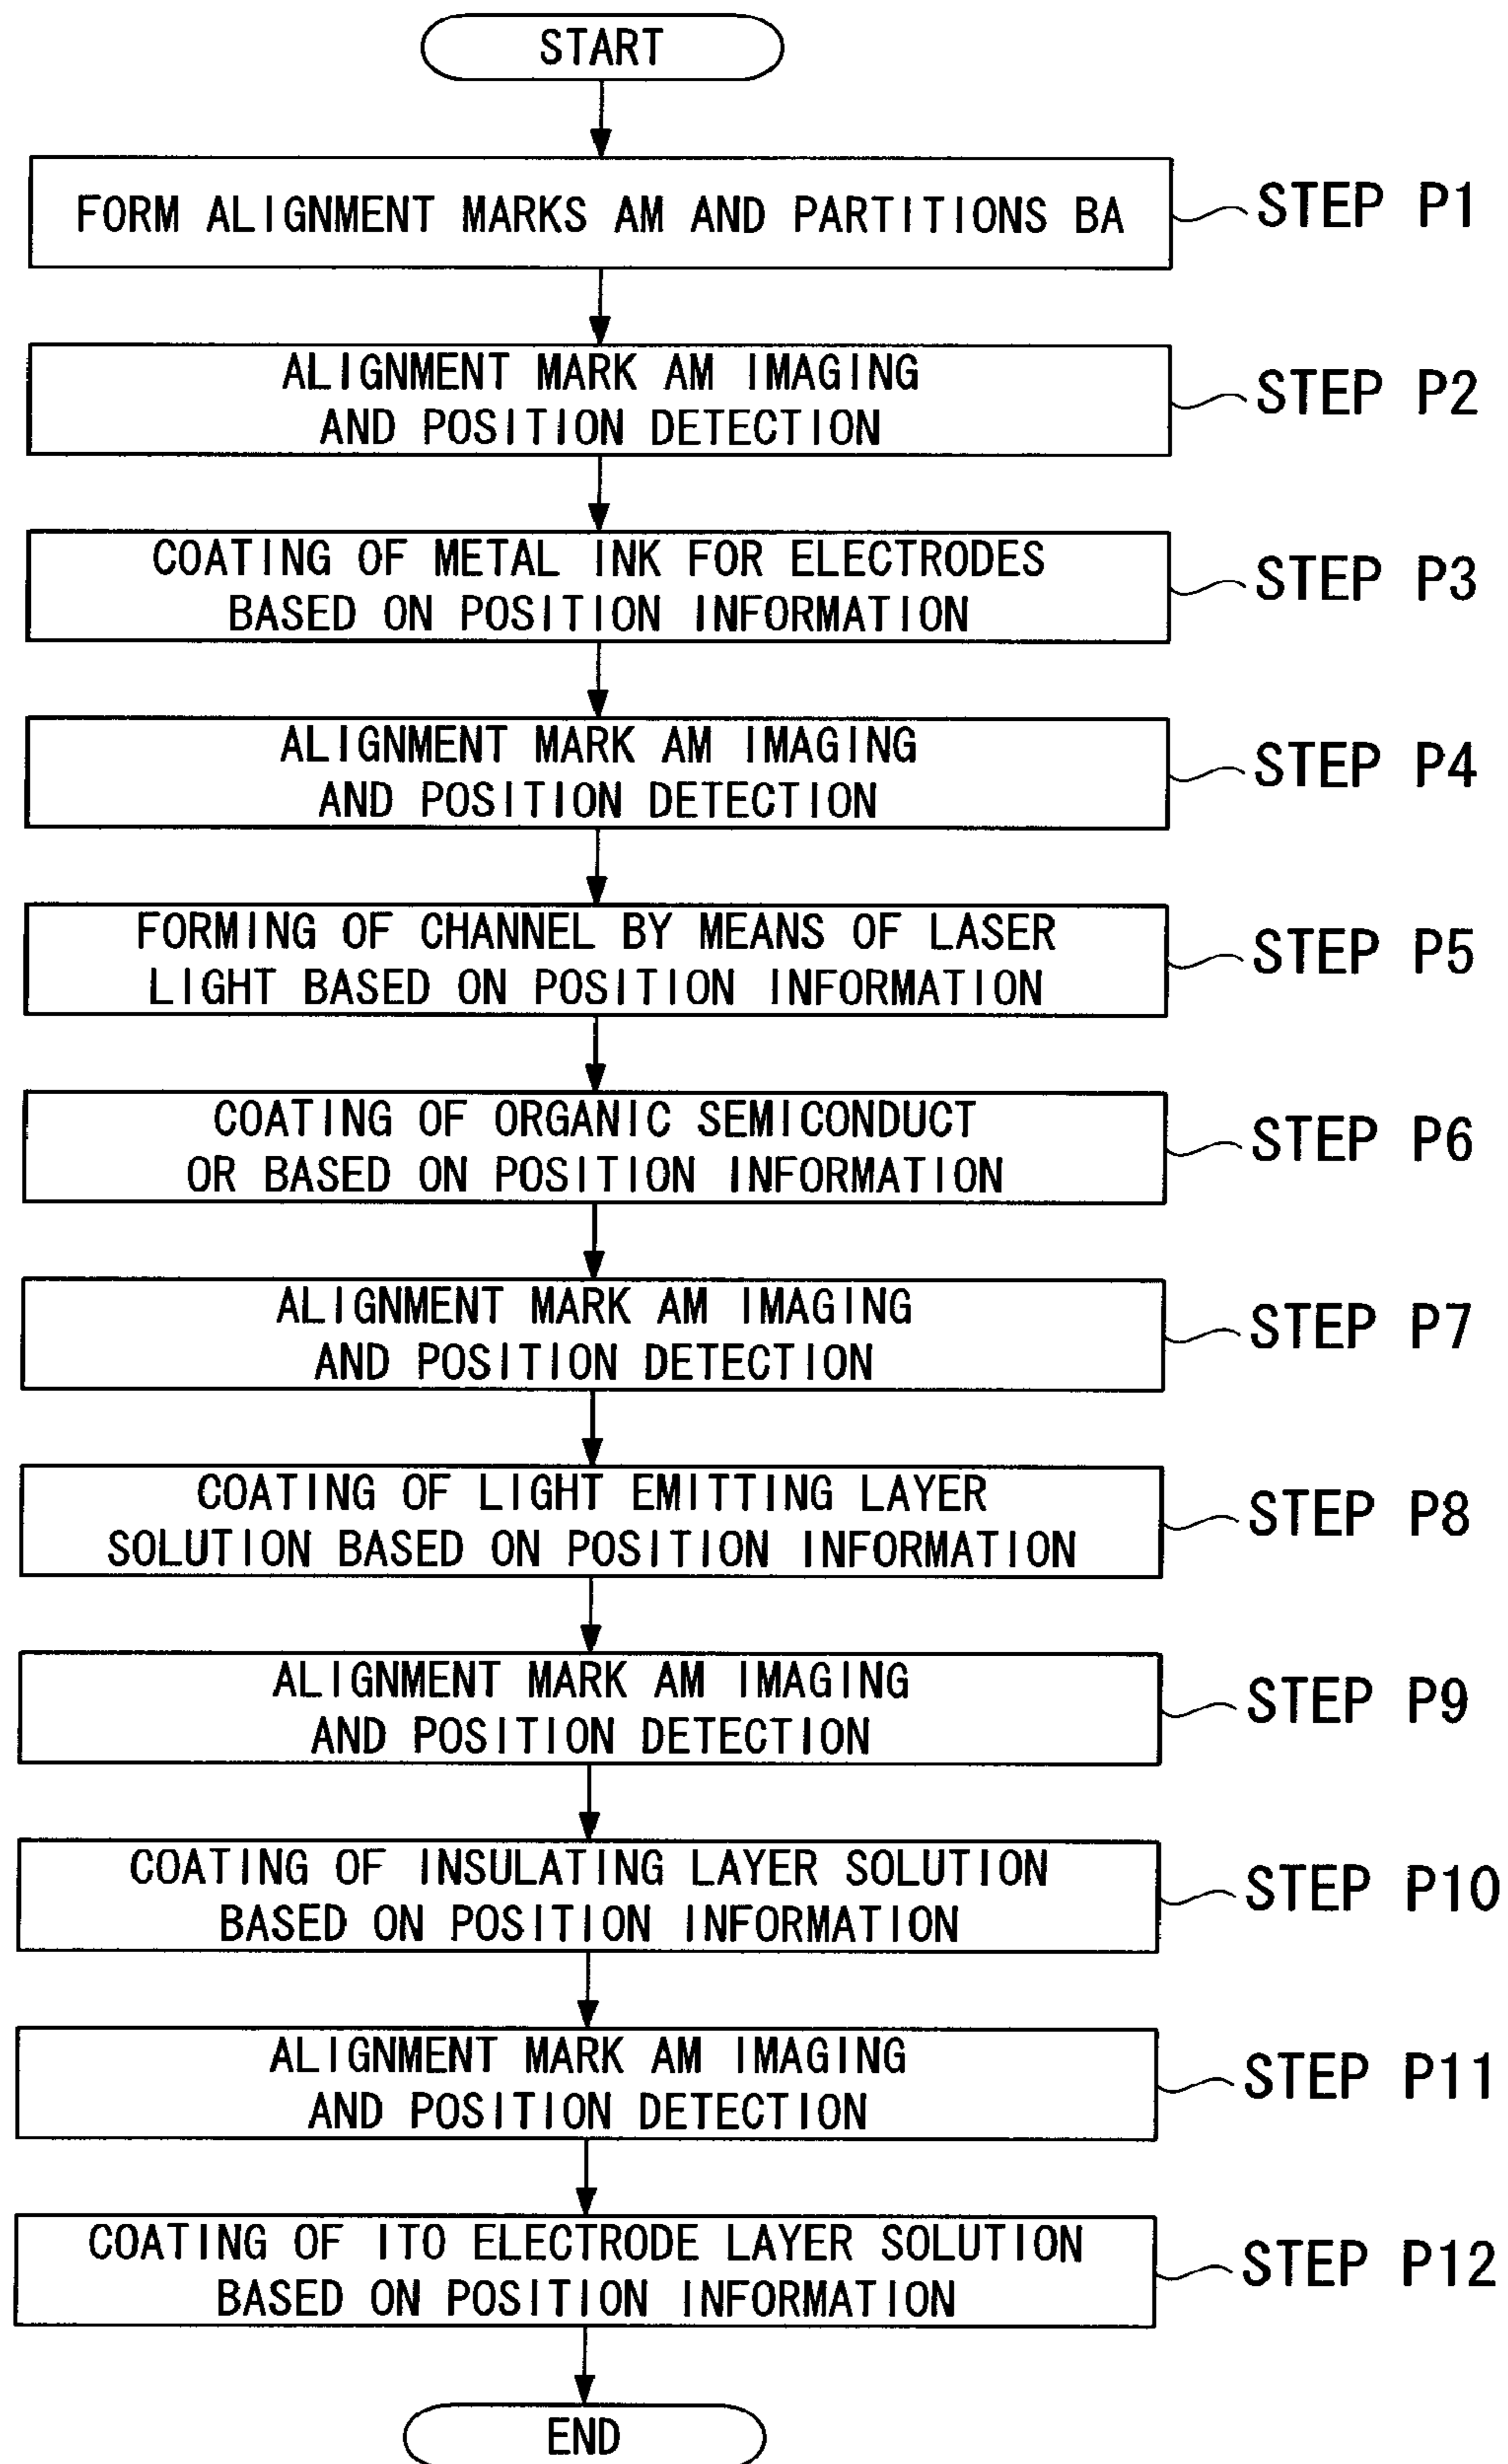 START
FORM ALIGNMENT MARKS AM AND PARTITIONS BA
STEP P1
ALIGNMENT MARK AM IMAGING
AND POSITION DETECTION
STEP P2
COATING OF METAL INK FOR ELECTRODES
BASED ON POSITION INFORMATION
STEP P3
ALIGNMENT MARK AM IMAGING
AND POSITION DETECTION
STEP P4
FORMING OF CHANNEL BY MEANS OF LASER
LIGHT BASED ON POSITION INFORMATION
STEP P5
COATING OF ORGANIC SEMICONDUCT
OR BASED ON POSITION INFORMATION
STEP P6
ALIGNMENT MARK AM IMAGING
AND POSITION DETECTION
STEP P7
COATING OF LIGHT EMITTING LAYER
SOLUTION BASED ON POSITION INFORMATION
STEP P8
ALIGNMENT MARK AM IMAGING
AND POSITION DETECTION
STEP P9
COATING OF INSULATING LAYER SOLUTION
BASED ON POSITION INFORMATION
STEP P10
ALIGNMENT MARK AM IMAGING
AND POSITION DETECTION
STEP P11
COATING OF ITO ELECTRODE LAYER SOLUTION
BASED ON POSITION INFORMATION
STEP P12
END